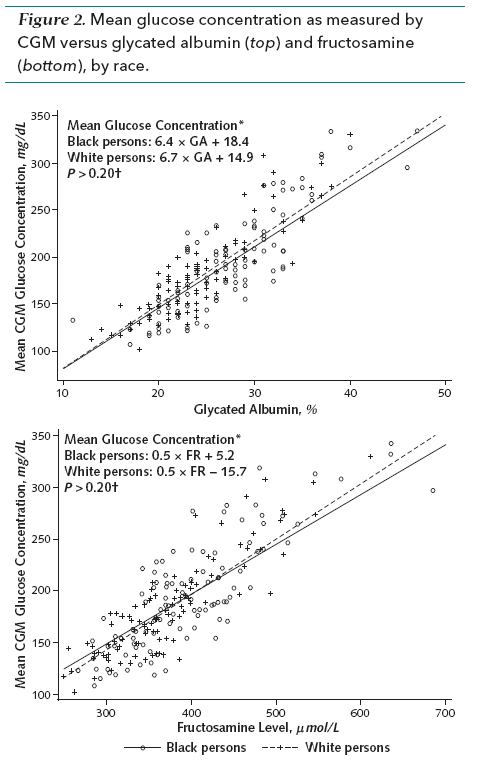 Figure 2. Mean glucose concentration as measured by
CGM versus glycated albumin (top) and fructosamine
(bottom), by race.
Mean CGM Glucose Concentration, mg/dL
350
300
250
200
150
100
Mean Glucose Concentration*
Black persons: 6.4 × GA + 18.4
White persons: 6.7 × GA + 14.9
P > 0.20†
10
20
30
40
50
Glycated Albumin, %
Mean CGM Glucose Concentration, mg/dL
350
300
250
200
150
100
Mean Glucose Concentration*
Black persons: 0.5 × FR + 5.2
White persons: 0.5 × FR − 15.7
P > 0.20†
300
400
500
600
700
Fructosamine Level, μmol/L
Black persons
White persons